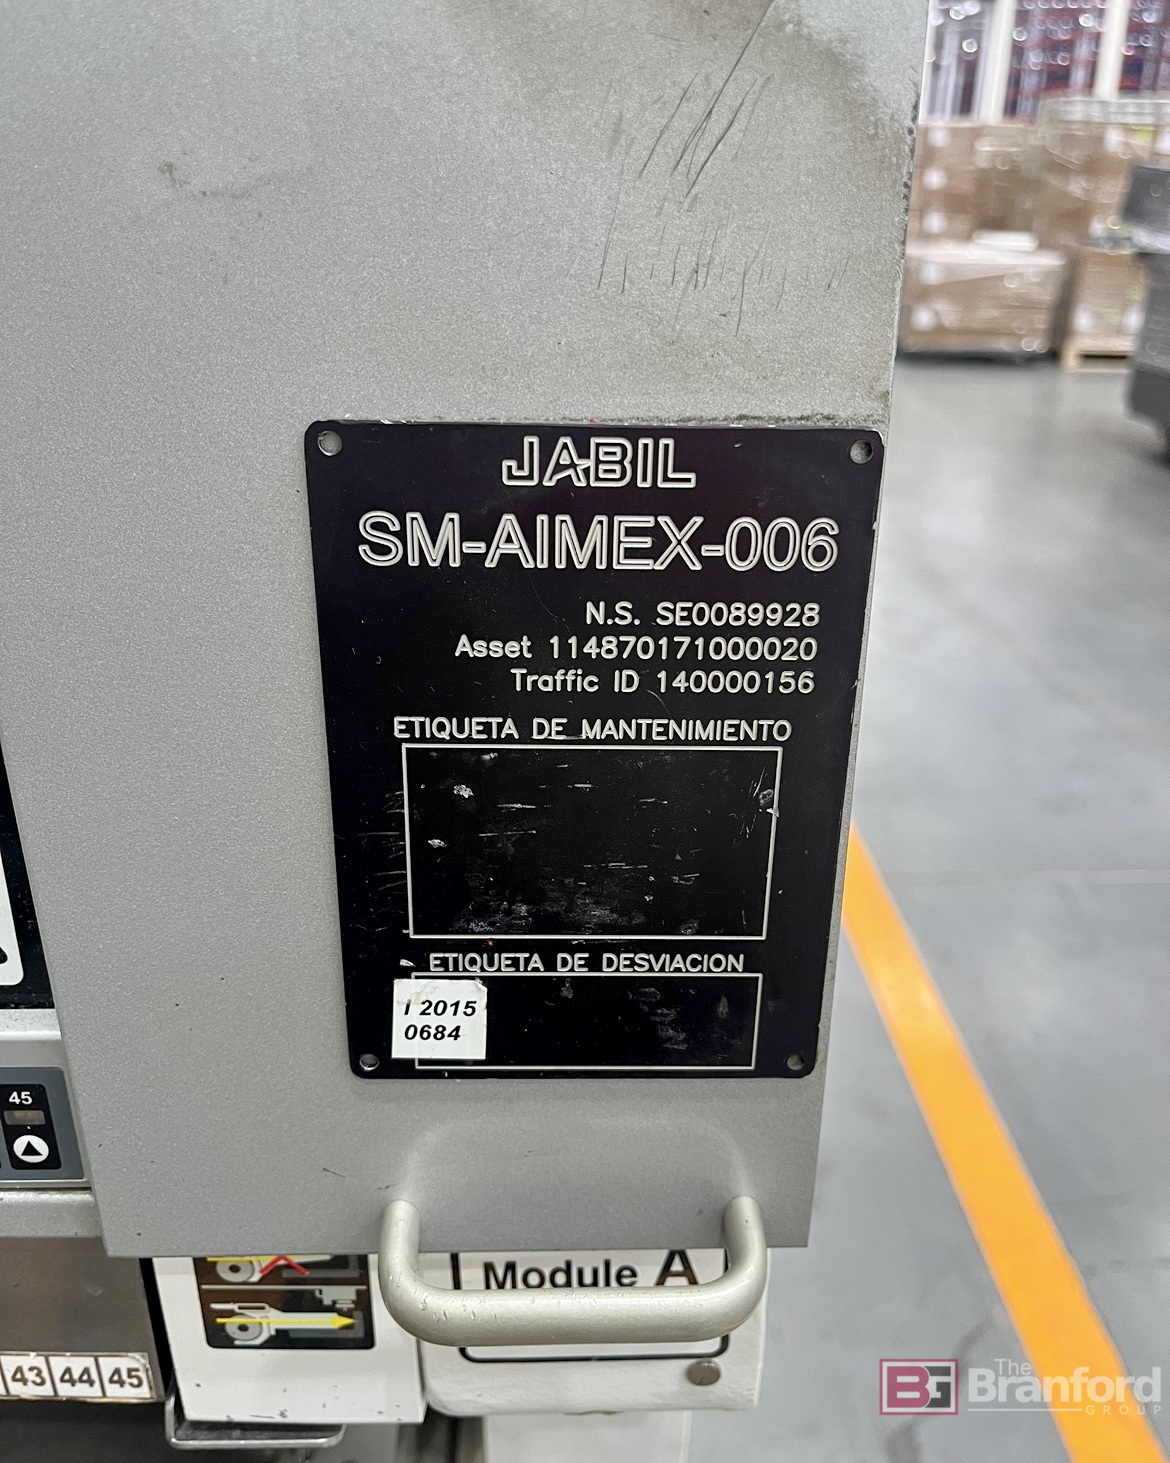 JABIL
SM-AIMEX-006
N.S. SE0089928
Asset 114870171000020
Traffic ID 140000156
ETIQUETA DE MANTENIMIENTO
ETIQUETA DE DESVIACION
I 2015
0684
45
Module A
43 44 45
BG The Branford GROUP